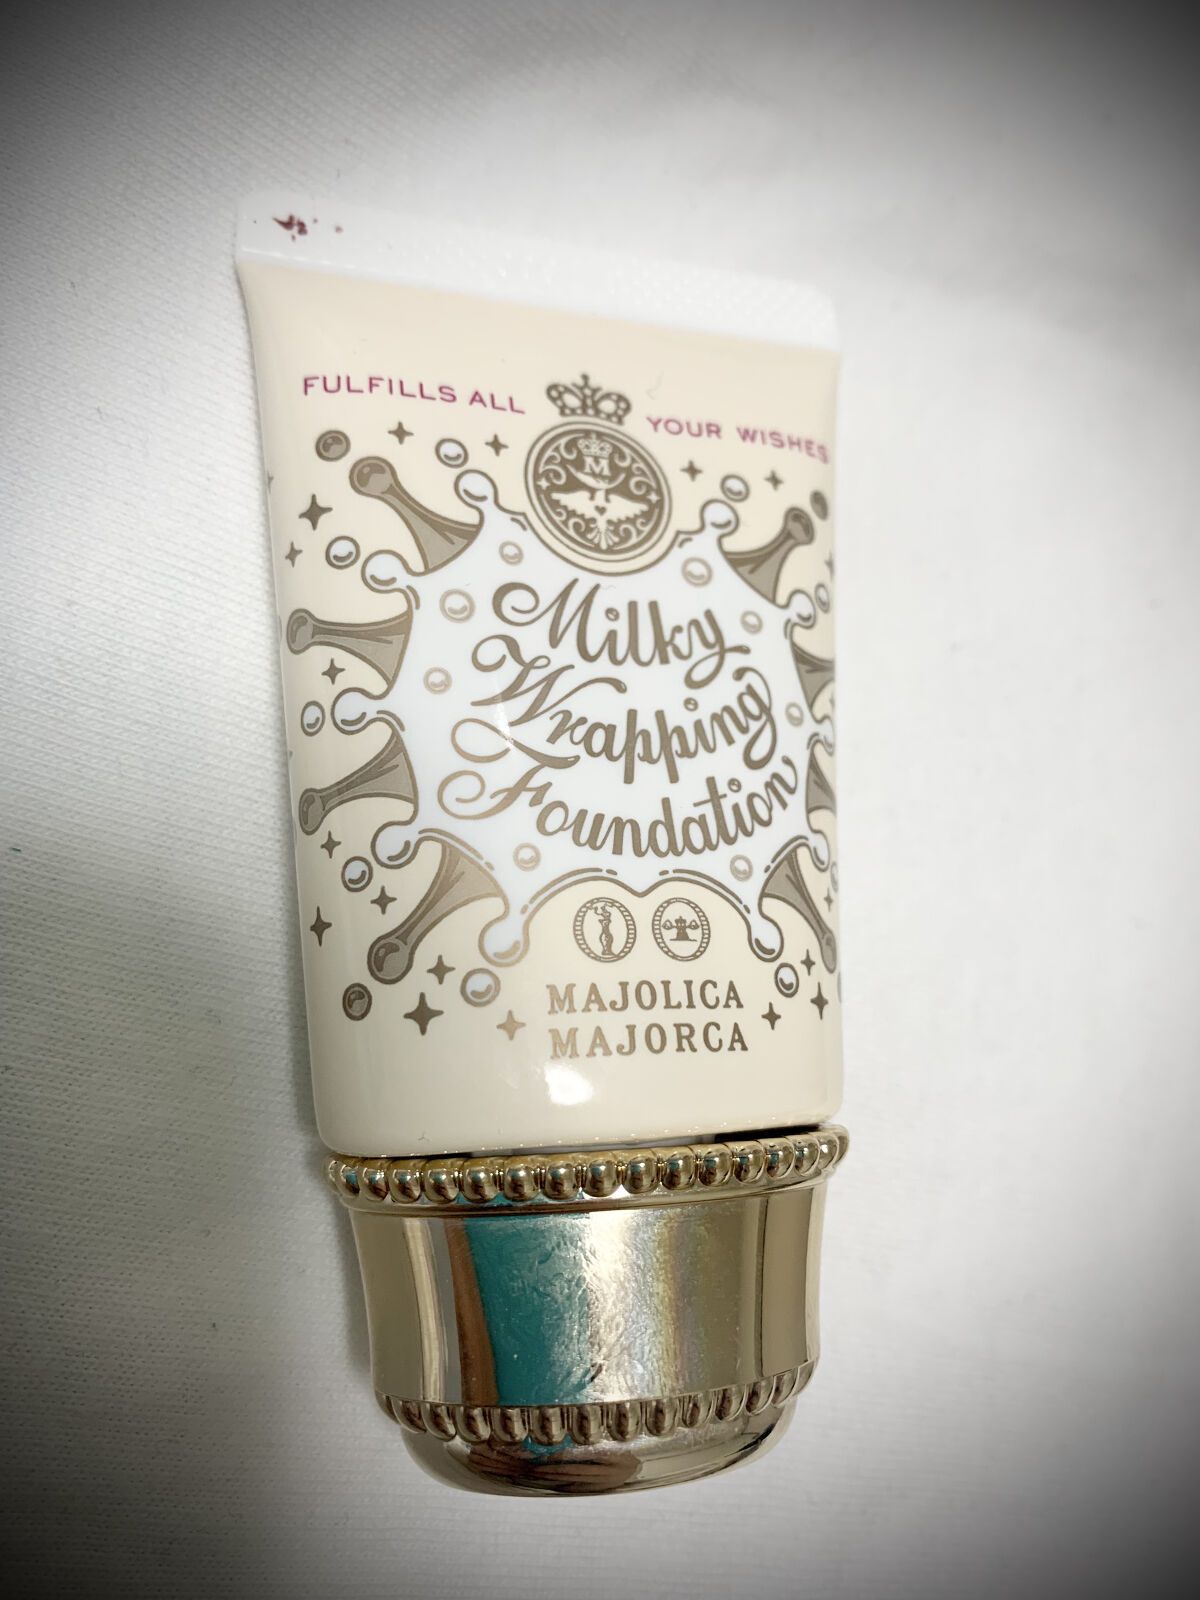 FULFILLS ALL YOUR WISHES
M
Milky
Wrapping
Foundation
MAJOLICA
MAJORCA